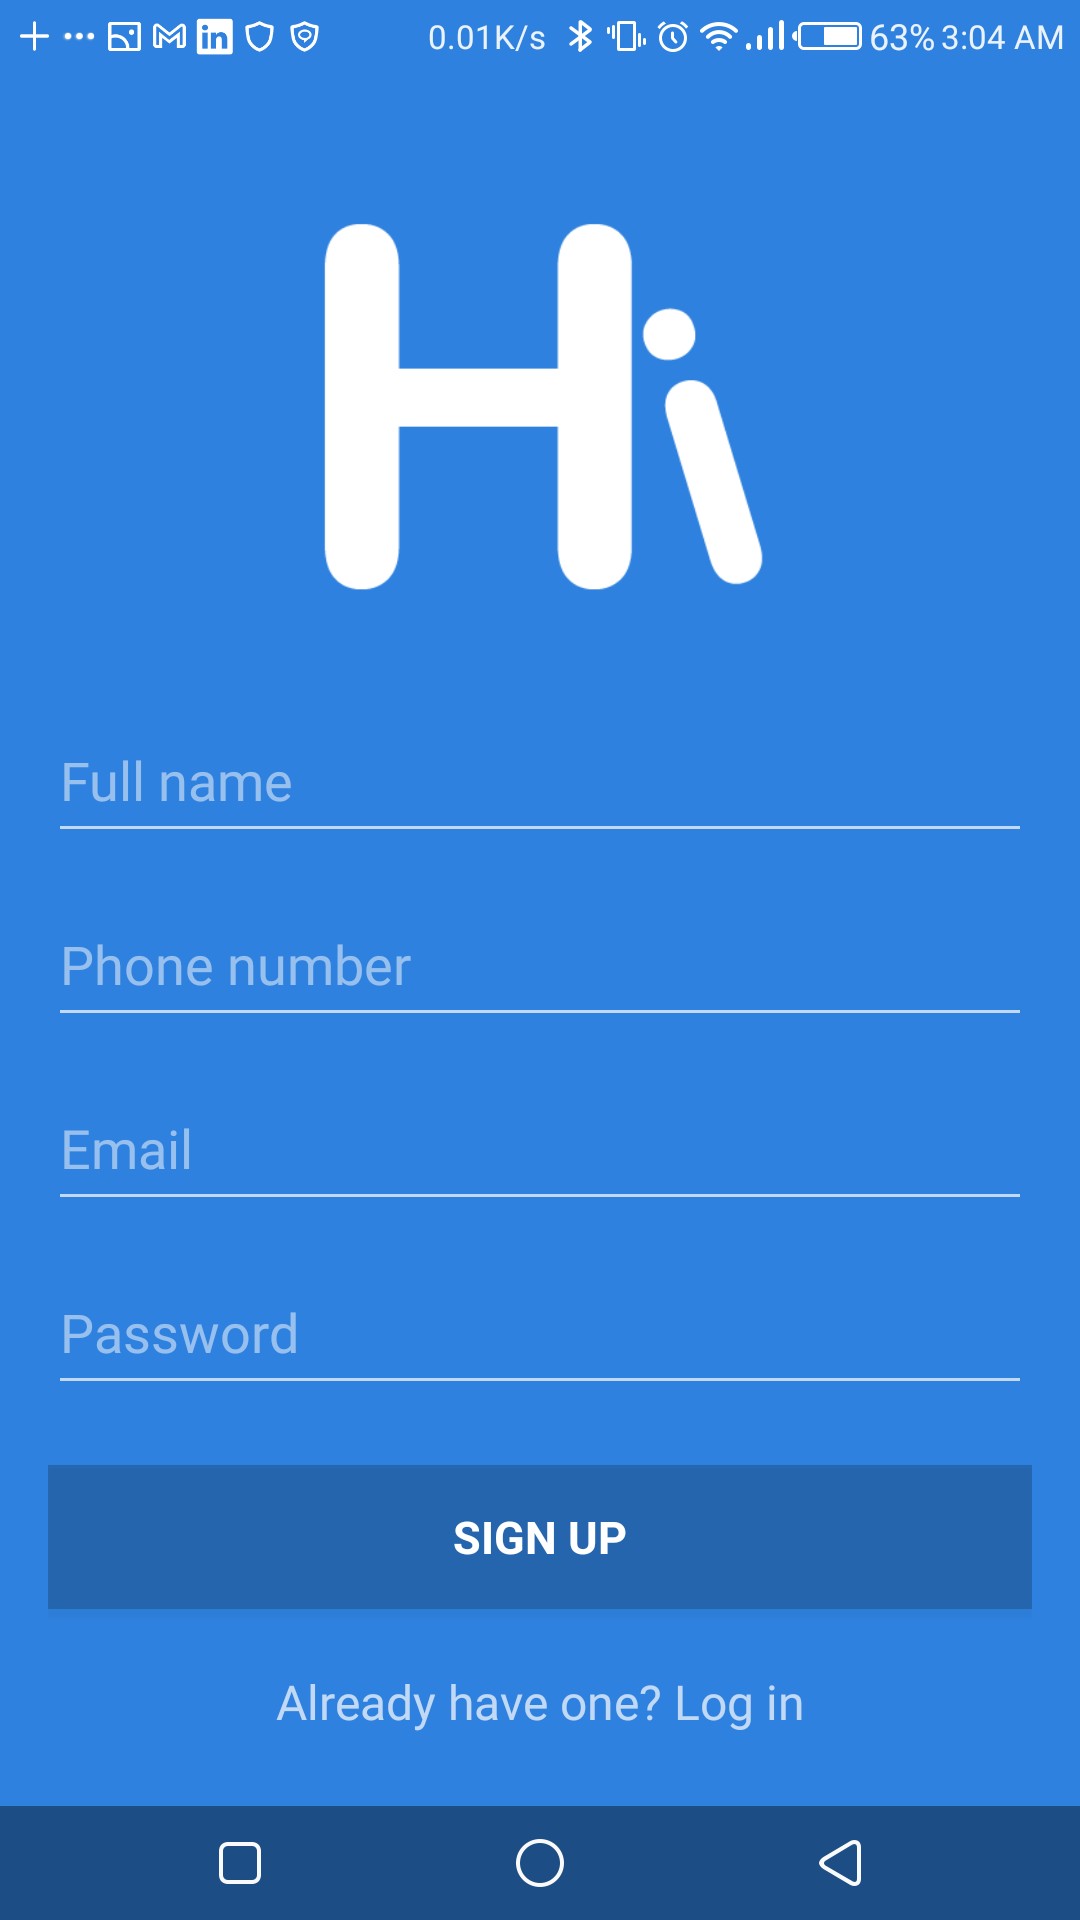 0.01K/s 63% 3:04 AM
Hi
Full name
Phone number
Email
Password
SIGN UP
Already have one? Log in